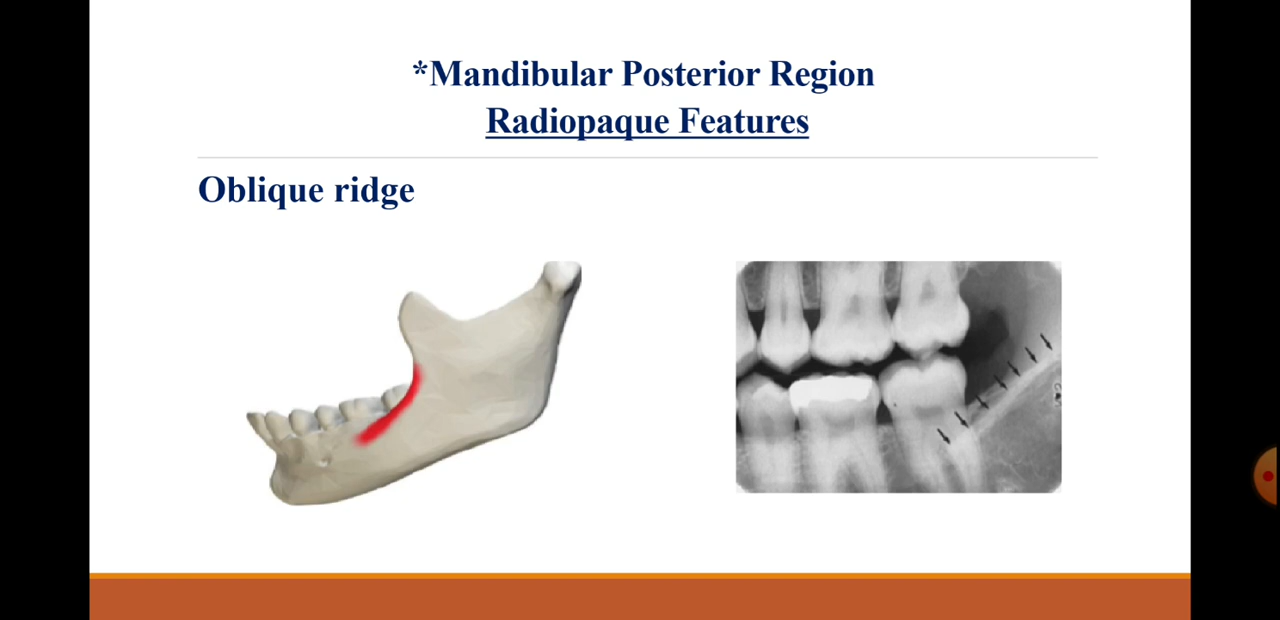 *Mandibular Posterior Region
Radiopaque Features
Oblique ridge